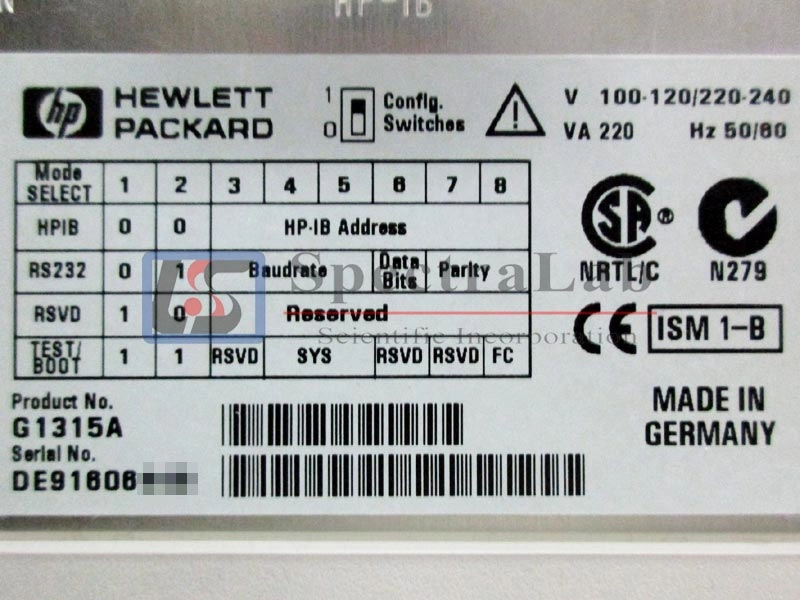 HP-IB
hp HEWLETT PACKARD
1 0 Config. Switches
V 100-120/220-240
VA 220 Hz 50/60
Mode SELECT 1 2 3 4 5 6 7 8
HPIB 0 0 HP-IB Address
RS232 0 1 Baudrate Data Bits Parity
RSVD 1 0 Reserved
TEST/BOOT 1 1 RSVD SYS RSVD RSVD FC
SA ®
NRTL/C
N279
CE ISM 1-B
SpectraLab
Scientific Incorporation
Product No.
G1315A
Serial No.
DE91606
MADE IN
GERMANY